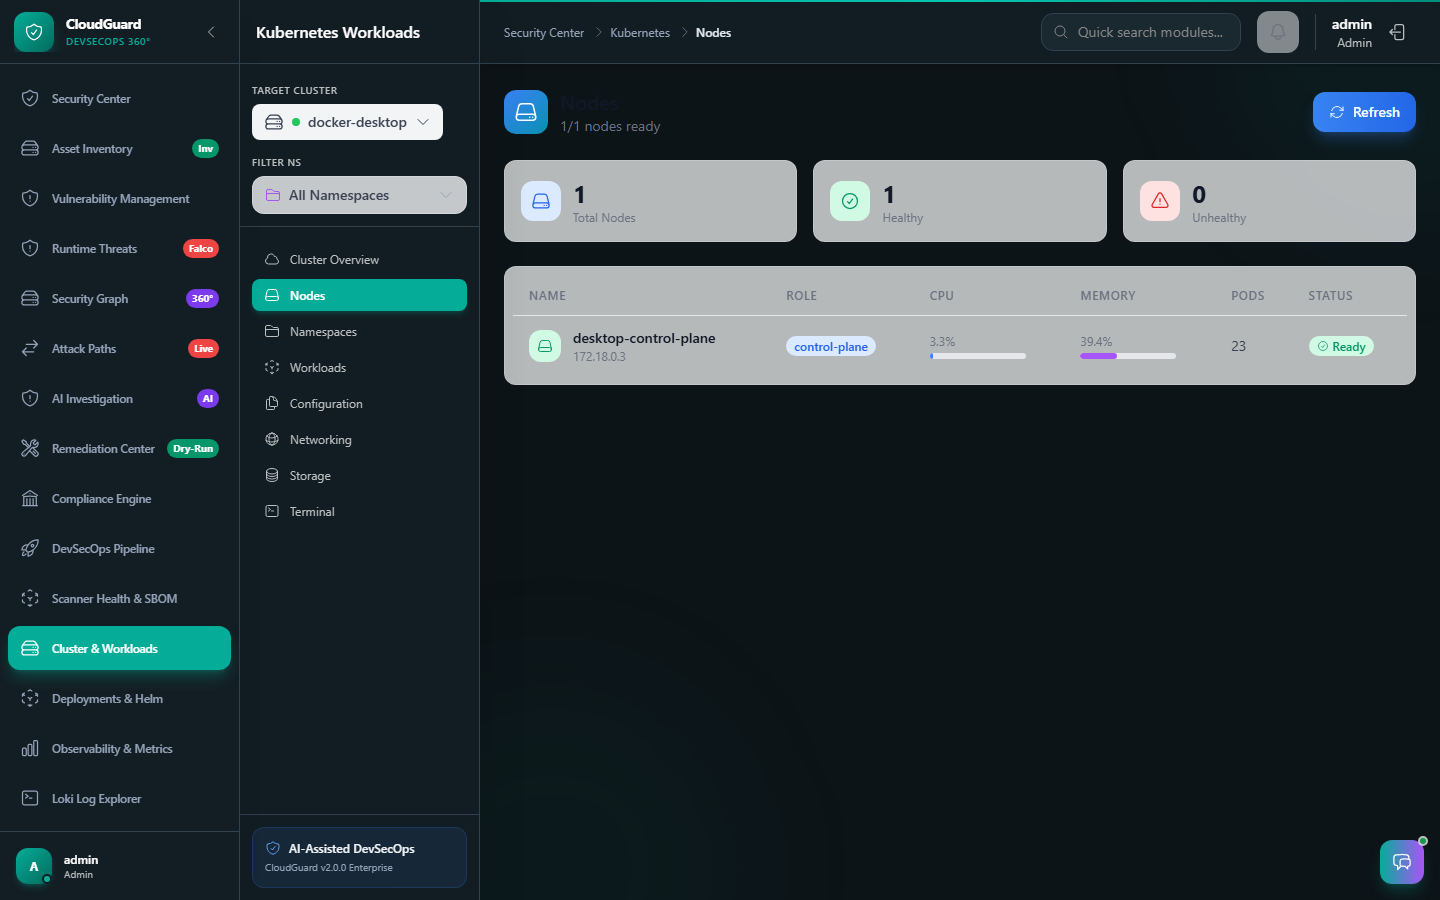 CloudGuard
DEVSECOPS 360°
Security Center
Asset Inventory
Inv
Vulnerability Management
Runtime Threats
Falco
Security Graph
360°
Attack Paths
Live
AI Investigation
AI
Remediation Center
Dry-Run
Compliance Engine
DevSecOps Pipeline
Scanner Health & SBOM
Cluster & Workloads
Deployments & Helm
Observability & Metrics
Loki Log Explorer
A
admin
Admin
Kubernetes Workloads
TARGET CLUSTER
docker-desktop
FILTER NS
All Namespaces
Cluster Overview
Nodes
Namespaces
Workloads
Configuration
Networking
Storage
Terminal
AI-Assisted DevSecOps
CloudGuard v2.0.0 Enterprise
Security Center
Kubernetes
Nodes
Quick search modules...
admin
Admin
Nodes
1/1 nodes ready
Refresh
1
Total Nodes
1
Healthy
0
Unhealthy
NAME ROLE CPU MEMORY PODS STATUS
desktop-control-plane
172.18.0.3
control-plane
3.3%
39.4%
23
Ready